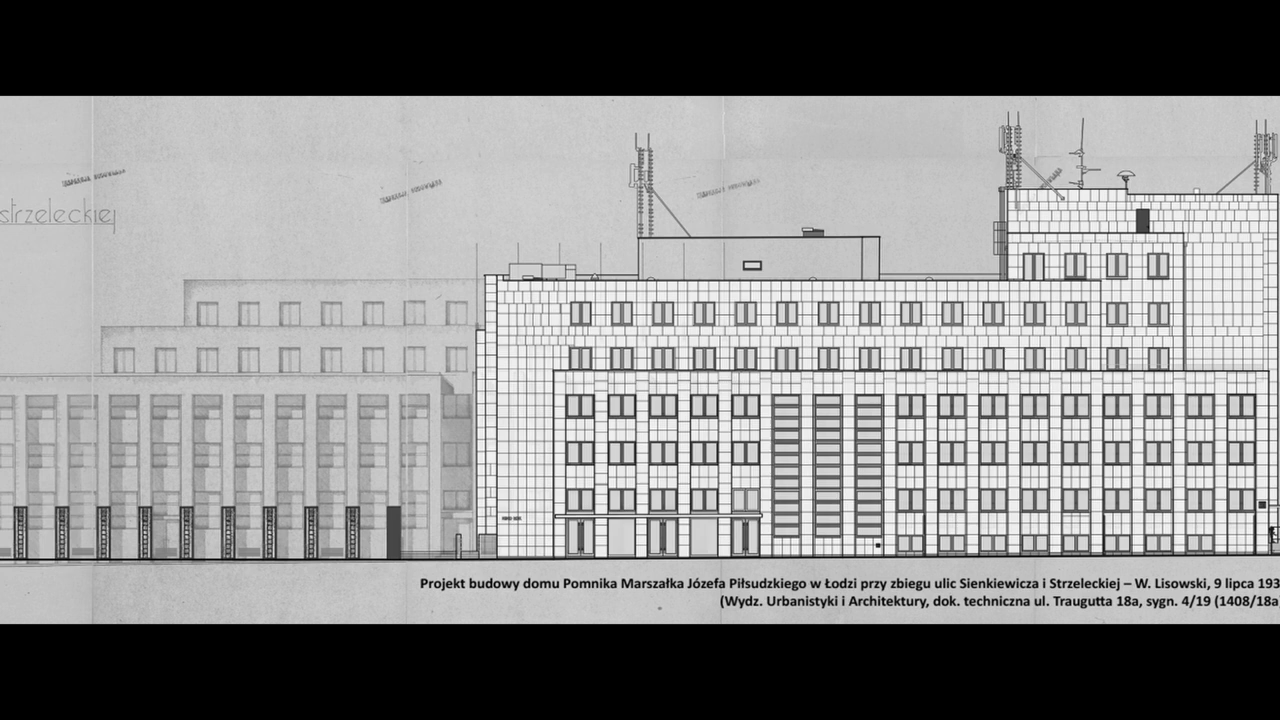 strzeleckiej
Projekt budowy domu Pomnika Marszałka Józefa Piłsudzkiego w Łodzi przy zbiegu ulic Sienkiewicza i Strzeleckiej – W. Lisowski, 9 lipca 193
(Wydz. Urbanistyki i Architektury, dok. techniczna ul. Traugutta 18a, sygn. 4/19 (1408/18a)